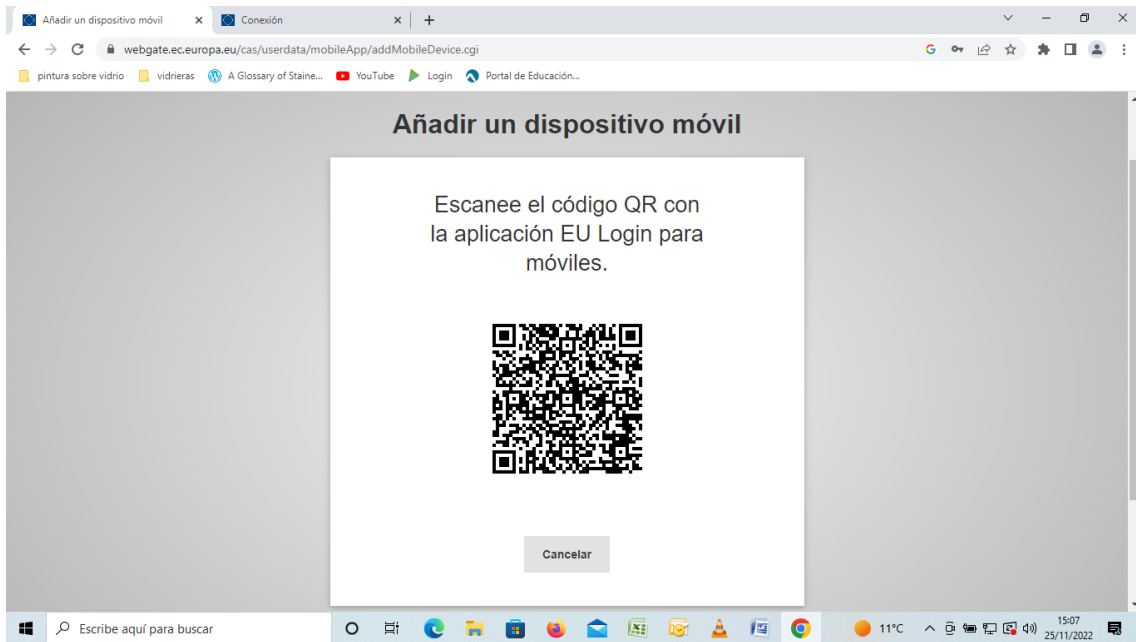 Añadir un dispositivo móvil
Conexión
webgate.ec.europa.eu/cas/userdata/mobileApp/addMobileDevice.cgi
pintura sobre vidrio
vidrieras
A Glossary of Staine...
YouTube
Login
Portal de Educación...
Añadir un dispositivo móvil
Escanee el código QR con
la aplicación EU Login para
móviles.
Cancelar
Escribe aquí para buscar
11°C
15:07
25/11/2022